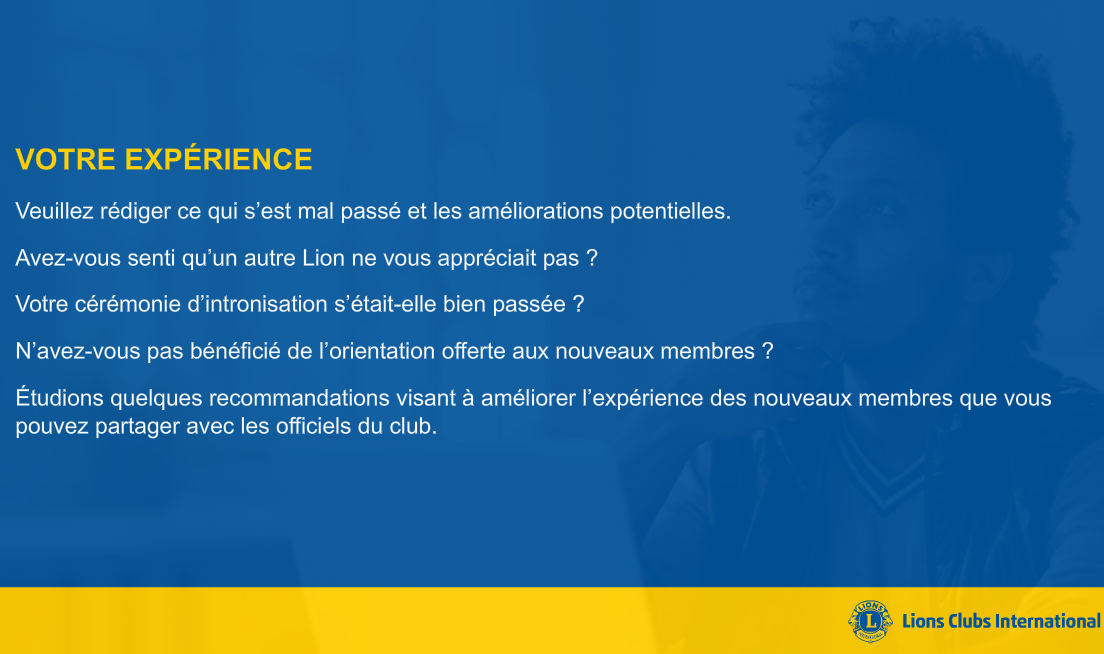 VOTRE EXPÉRIENCE
Veuillez rédiger ce qui s’est mal passé et les améliorations potentielles.
Avez-vous senti qu’un autre Lion ne vous appréciait pas ?
Votre cérémonie d’intronisation s’était-elle bien passée ?
N’avez-vous pas bénéficié de l’orientation offerte aux nouveaux membres ?
Étudions quelques recommandations visant à améliorer l’expérience des nouveaux membres que vous
pouvez partager avec les officiels du club.
LIONS
L
INTERNATIONAL
Lions Clubs International